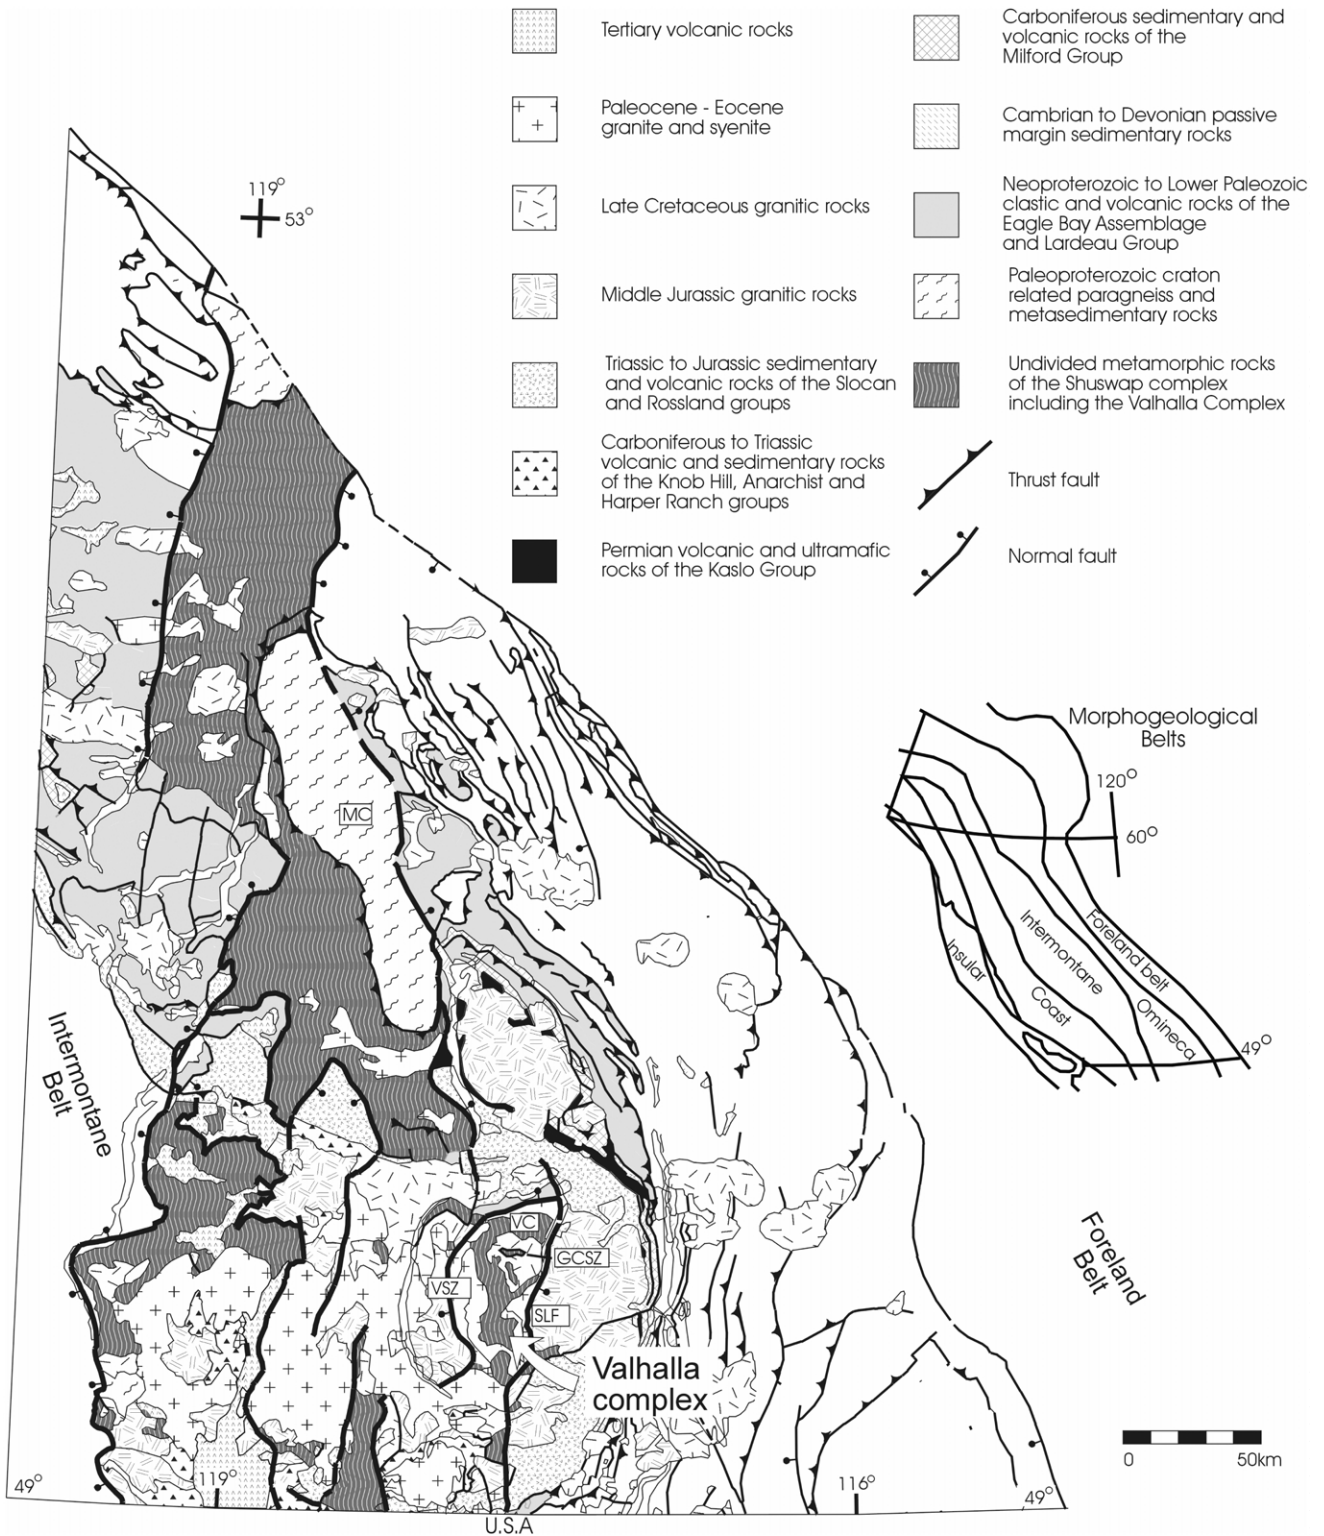 Tertiary volcanic rocks
Paleocene - Eocene
granite and syenite
Late Cretaceous granitic rocks
Middle Jurassic granitic rocks
Triassic to Jurassic sedimentary
and volcanic rocks of the Slocan
and Rossland groups
Carboniferous to Triassic
volcanic and sedimentary rocks
of the Knob Hill, Anarchist and
Harper Ranch groups
Permian volcanic and ultramafic
rocks of the Kaslo Group
Carboniferous sedimentary and
volcanic rocks of the
Milford Group
Cambrian to Devonian passive
margin sedimentary rocks
Neoproterozoic to Lower Paleozoic
clastic and volcanic rocks of the
Eagle Bay Assemblage
and Lardeau Group
Paleoproterozoic craton
related paragneiss and
metasedimentary rocks
Undivided metamorphic rocks
of the Shuswap complex
including the Valhalla Complex
Thrust fault
Normal fault
119°
53°
MC
Morphogeological
Belts
120°
60°
Insular
Coast
Intermontane
Foreland belt
Omineca
49°
Intermontane
Belt
VC
GCSZ
VSZ
SLF
Valhalla
complex
Foreland
Belt
0
50km
49°
119°
116°
49°
U.S.A